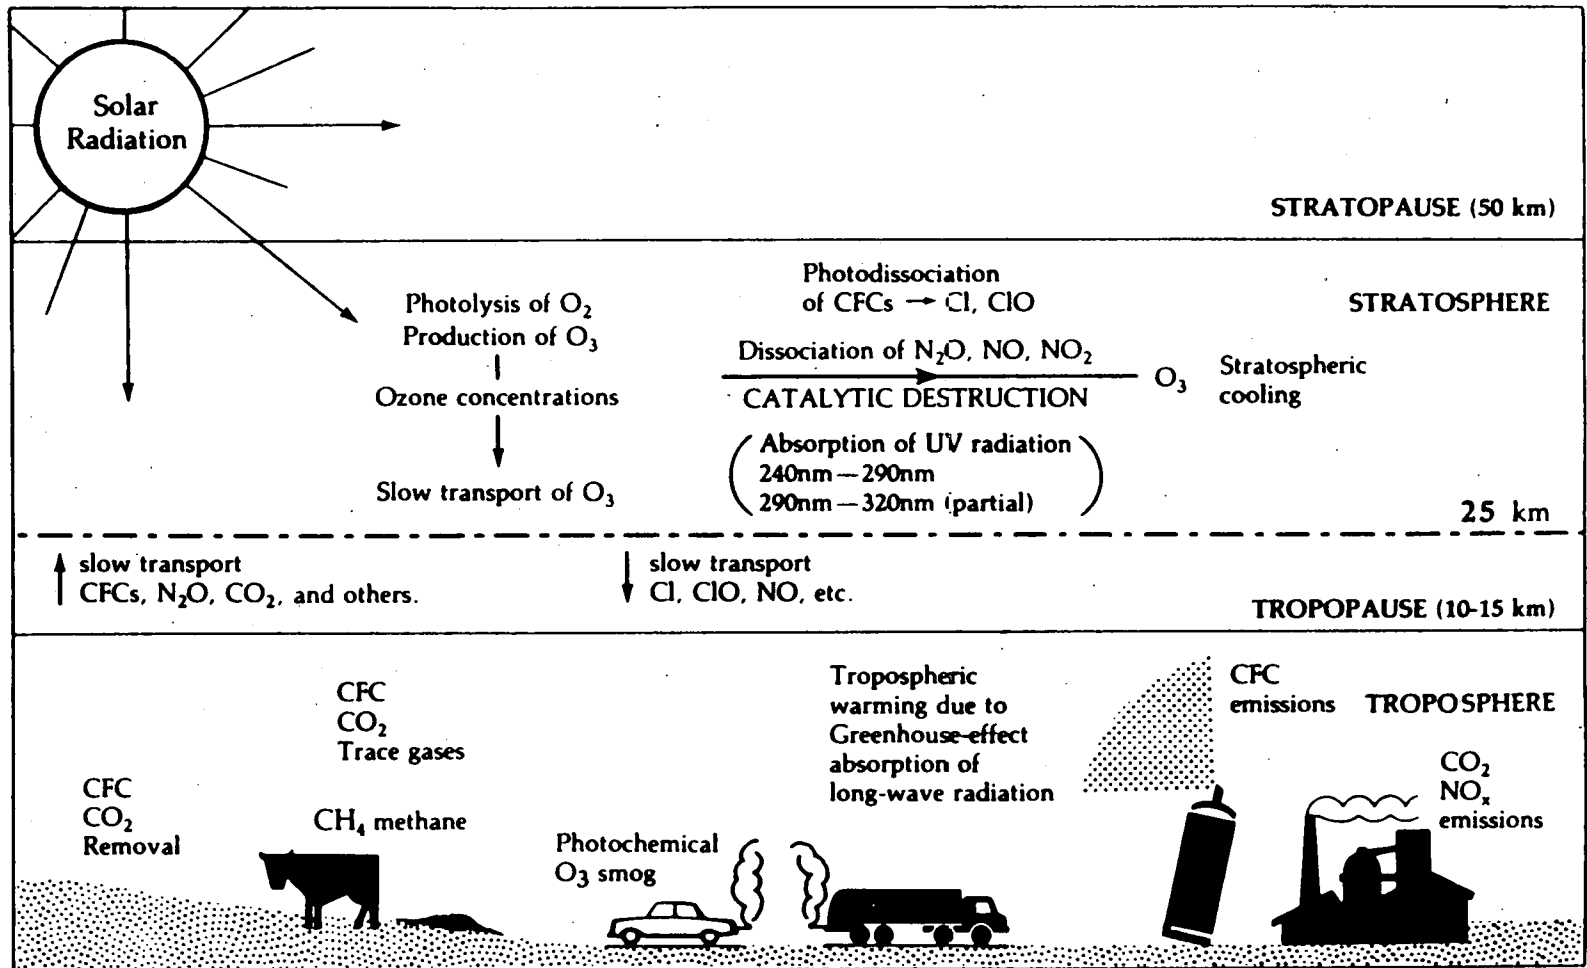 Solar
Radiation
STRATOPAUSE (50 km)
Photolysis of O₂
Production of O₃
Ozone concentrations
Slow transport of O₃
Photodissociation
of CFCs → Cl, ClO
Dissociation of N₂O, NO, NO₂
CATALYTIC DESTRUCTION
(Absorption of UV radiation
240nm—290nm
290nm—320nm (partial))
O₃
Stratospheric
cooling
STRATOSPHERE
25 km
slow transport
CFCs, N₂O, CO₂, and others.
slow transport
Cl, ClO, NO, etc.
TROPOPAUSE (10-15 km)
CFC
CO₂
Removal
CFC
CO₂
Trace gases
CH₄ methane
Photochemical
O₃ smog
Tropospheric
warming due to
Greenhouse-effect
absorption of
long-wave radiation
CFC
emissions
TROPOSPHERE
CO₂
NOₓ
emissions